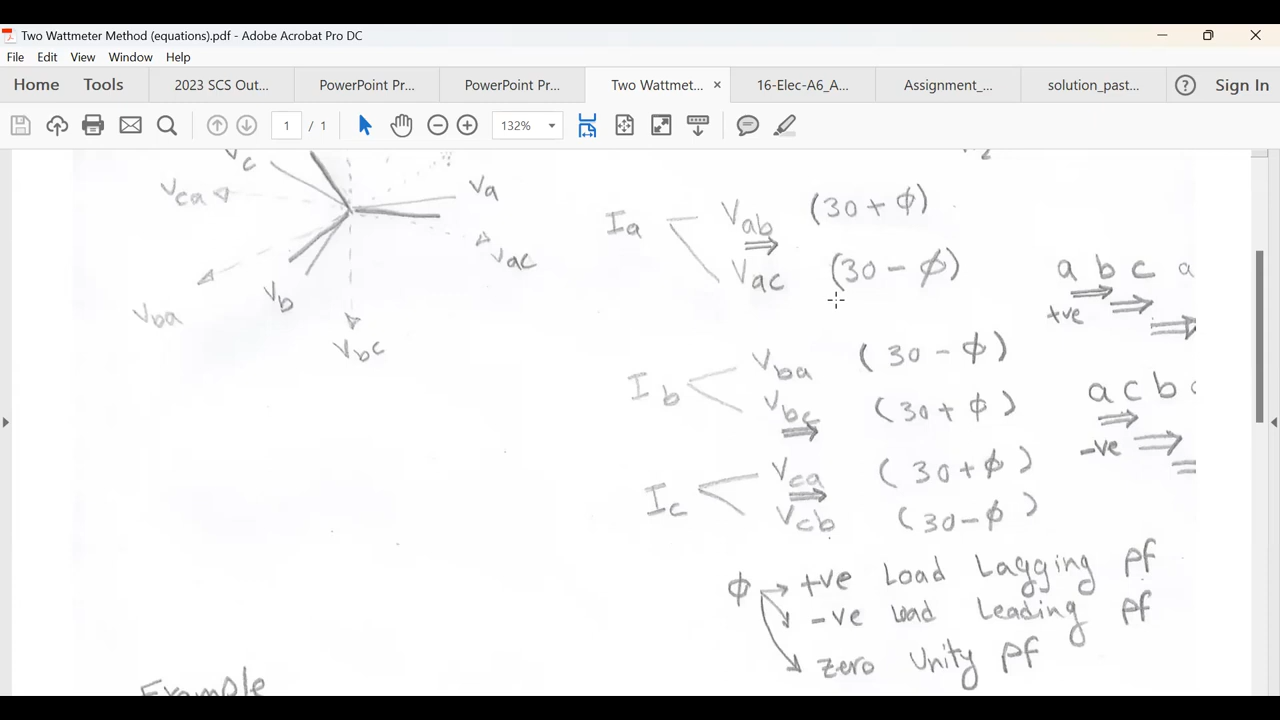 Two Wattmeter Method (equations).pdf - Adobe Acrobat Pro DC
File Edit View Window Help
Home Tools 2023 SCS Out... PowerPoint Pr... PowerPoint Pr... Two Wattmet... × 16-Elec-A6_A... Assignment_... solution_past... Sign In
1 / 1 132%
Vc
Vca
Va
Vac
Vb
Vba
Vbc
Ia Vab (30 + φ)
Vac (30 - φ)
a b c a
+ve
Ib Vba (30 - φ)
Vbc (30 + φ)
a c b
-ve
Ic Vca (30 + φ)
Vcb (30 - φ)
φ → +ve Load Lagging pf
-ve Load Leading pf
zero Unity pf
Example